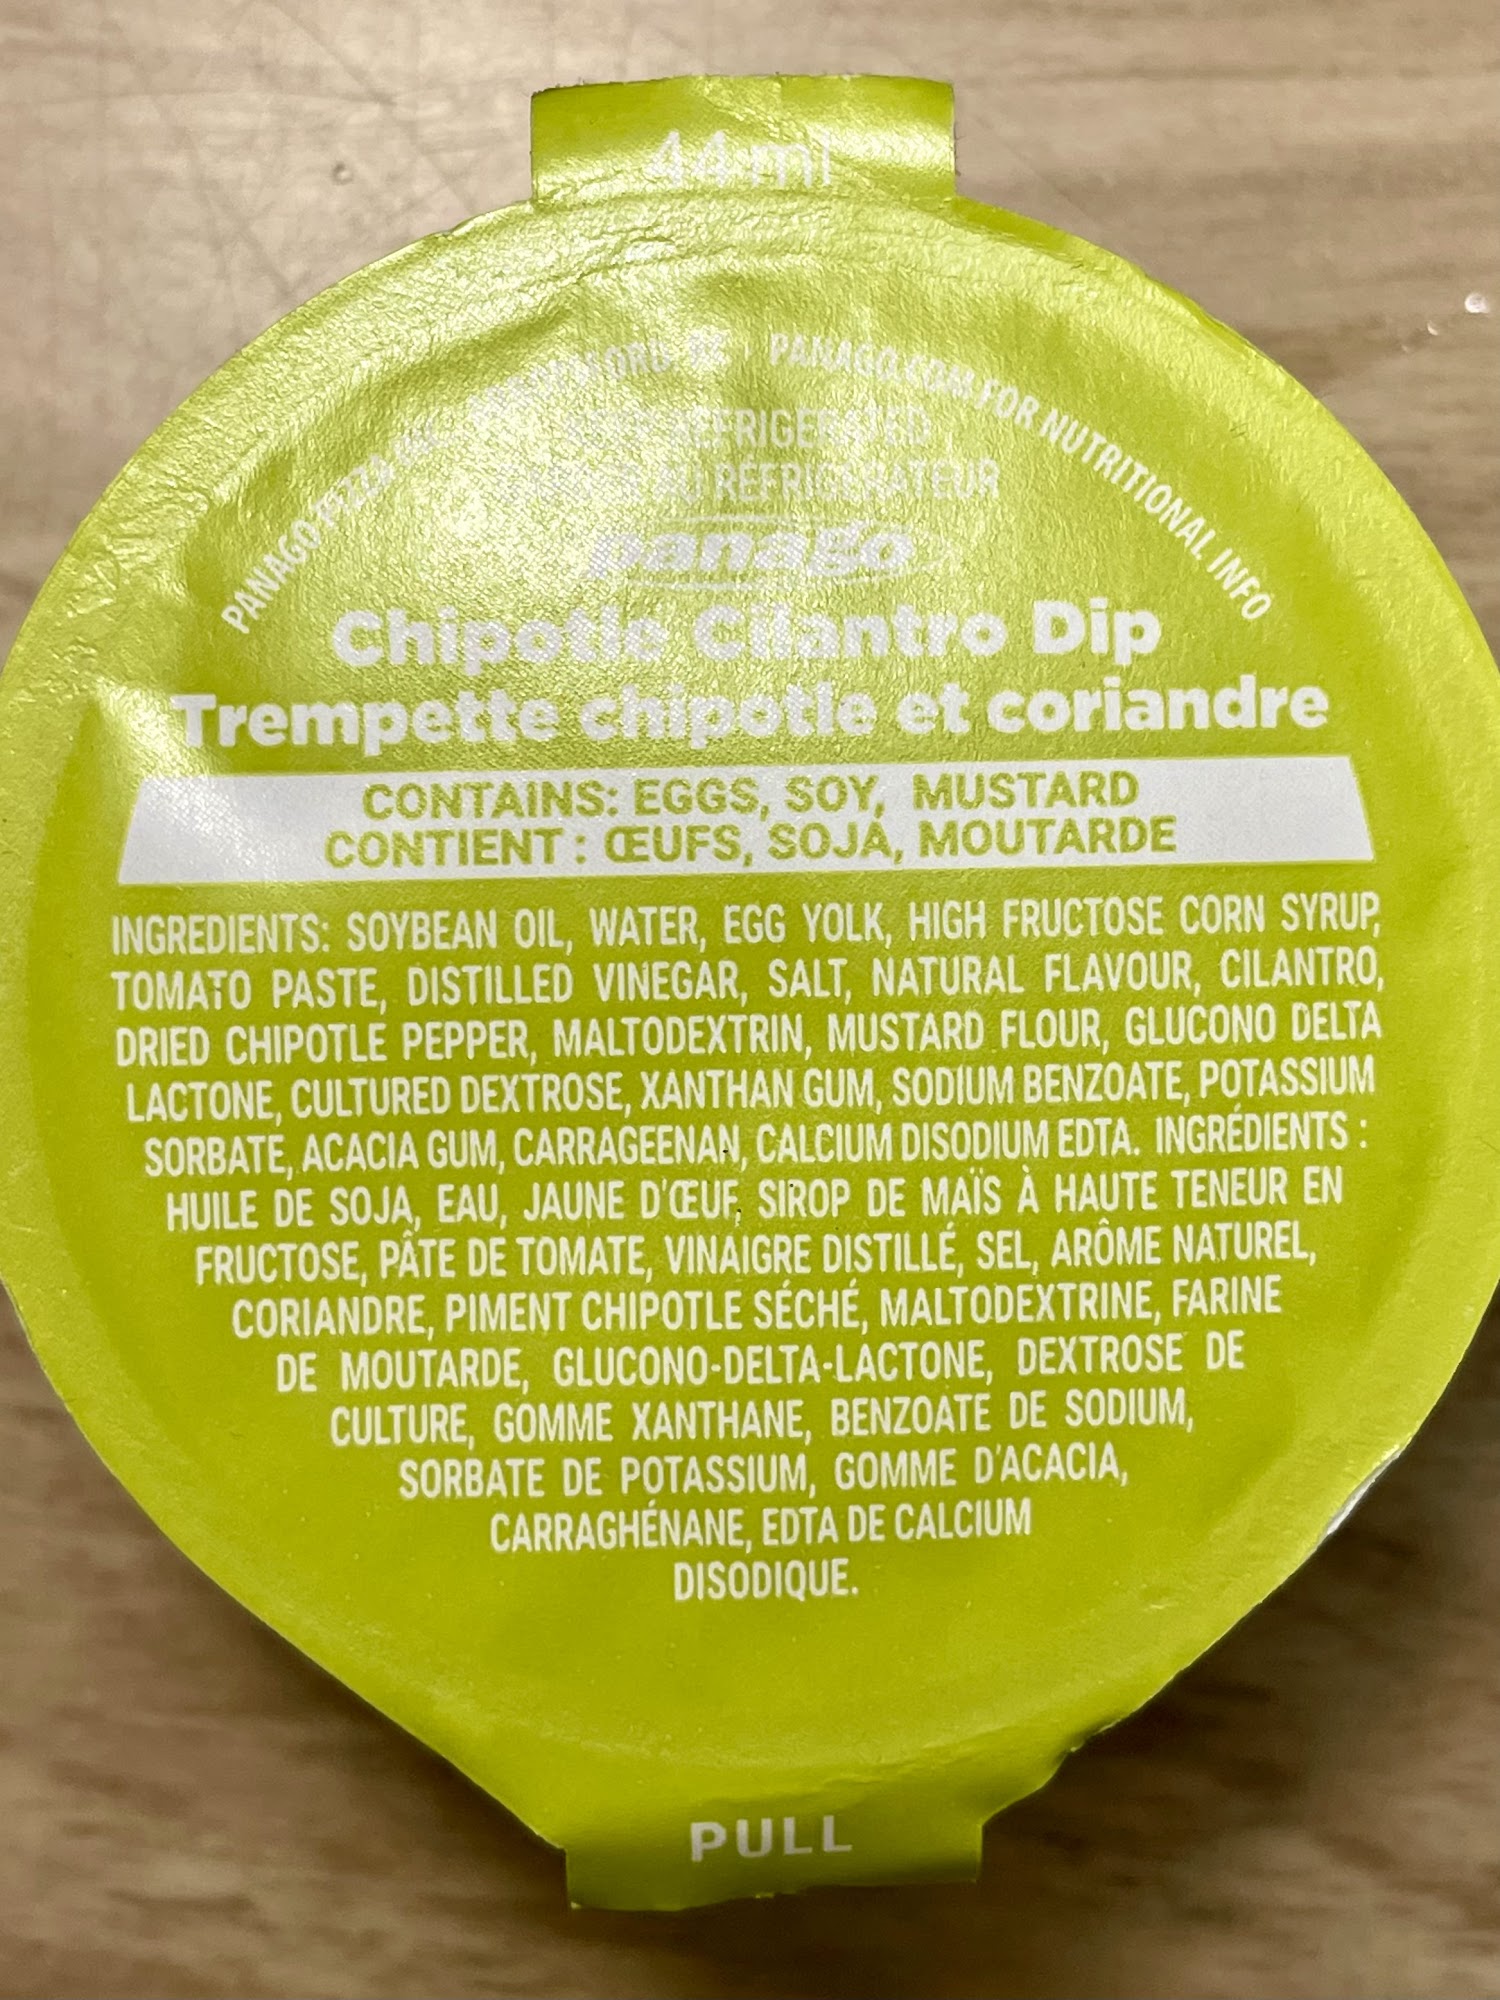 44 ml
PANAGO PIZZA PANAGO.COM FOR NUTRITIONAL INFO
KEEP REFRIGERATED
AU RÉFRIGÉRATEUR
panago
Chipotle Cilantro Dip
Trempette chipotle et coriandre
CONTAINS: EGGS, SOY, MUSTARD
CONTIENT : ŒUFS, SOJA, MOUTARDE
INGREDIENTS: SOYBEAN OIL, WATER, EGG YOLK, HIGH FRUCTOSE CORN SYRUP,
TOMATO PASTE, DISTILLED VINEGAR, SALT, NATURAL FLAVOUR, CILANTRO,
DRIED CHIPOTLE PEPPER, MALTODEXTRIN, MUSTARD FLOUR, GLUCONO DELTA
LACTONE, CULTURED DEXTROSE, XANTHAN GUM, SODIUM BENZOATE, POTASSIUM
SORBATE, ACACIA GUM, CARRAGEENAN, CALCIUM DISODIUM EDTA. INGRÉDIENTS :
HUILE DE SOJA, EAU, JAUNE D'ŒUF, SIROP DE MAÏS À HAUTE TENEUR EN
FRUCTOSE, PÂTE DE TOMATE, VINAIGRE DISTILLÉ, SEL, ARÔME NATUREL,
CORIANDRE, PIMENT CHIPOTLE SÉCHÉ, MALTODEXTRINE, FARINE
DE MOUTARDE, GLUCONO-DELTA-LACTONE, DEXTROSE DE
CULTURE, GOMME XANTHANE, BENZOATE DE SODIUM,
SORBATE DE POTASSIUM, GOMME D'ACACIA,
CARRAGHÉNANE, EDTA DE CALCIUM
DISODIQUE.
PULL